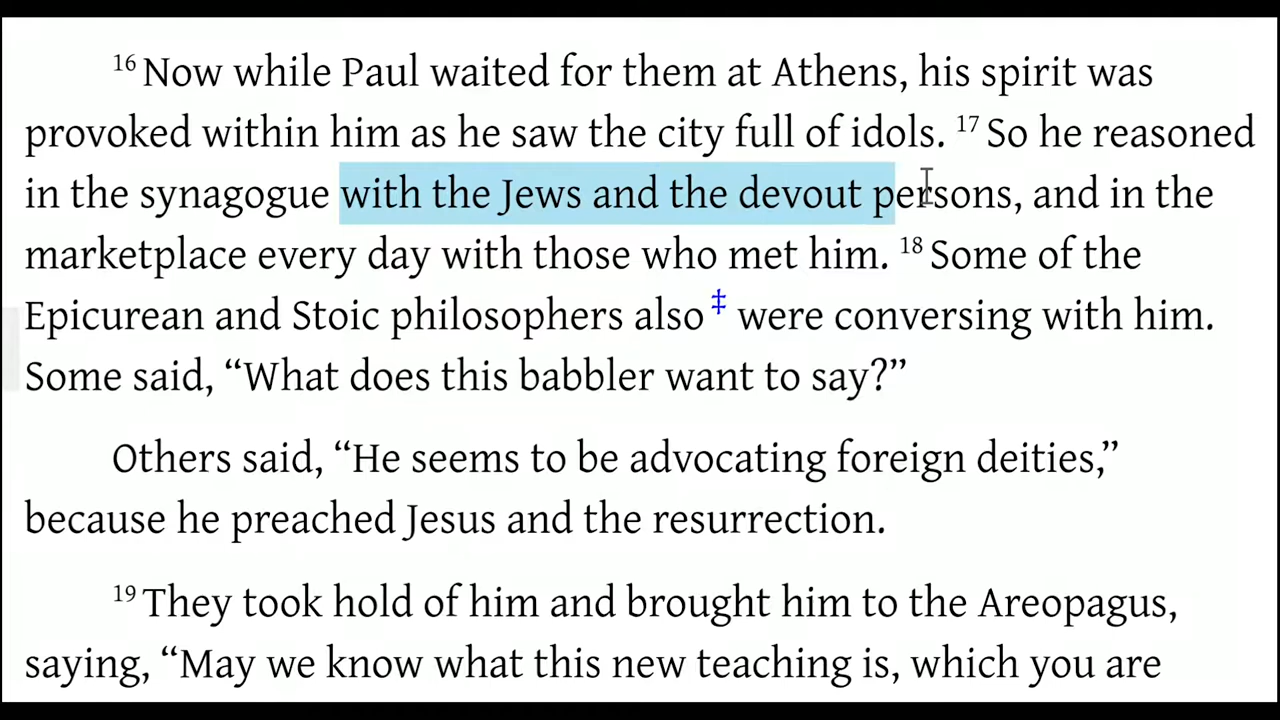 16 Now while Paul waited for them at Athens, his spirit was
provoked within him as he saw the city full of idols. 17 So he reasoned
in the synagogue with the Jews and the devout persons, and in the
marketplace every day with those who met him. 18 Some of the
Epicurean and Stoic philosophers also‡ were conversing with him.
Some said, “What does this babbler want to say?”
Others said, “He seems to be advocating foreign deities,”
because he preached Jesus and the resurrection.
19 They took hold of him and brought him to the Areopagus,
saying, “May we know what this new teaching is, which you are